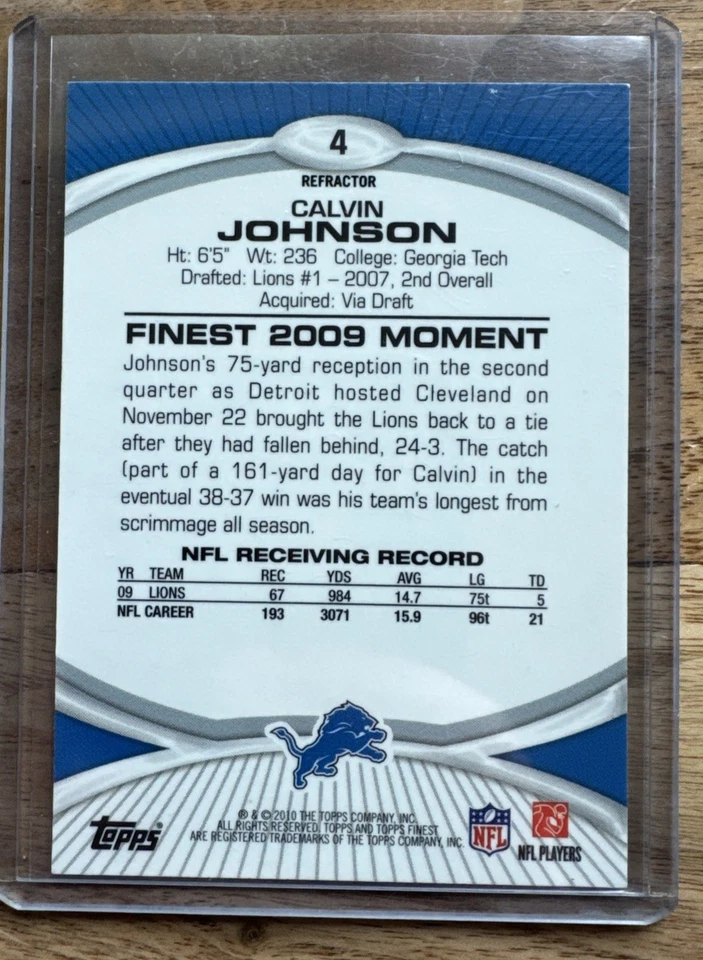 4
REFRACTOR
CALVIN
JOHNSON
Ht: 6'5" Wt: 236 College: Georgia Tech
Drafted: Lions #1 – 2007, 2nd Overall
Acquired: Via Draft
FINEST 2009 MOMENT
Johnson's 75-yard reception in the second
quarter as Detroit hosted Cleveland on
November 22 brought the Lions back to a tie
after they had fallen behind, 24-3. The catch
(part of a 161-yard day for Calvin) in the
eventual 38-37 win was his team's longest from
scrimmage all season.
NFL RECEIVING RECORD
YR TEAM REC YDS AVG LG TD
09 LIONS 67 984 14.7 75t 5
NFL CAREER 193 3071 15.9 96t 21
® & © 2010 THE TOPPS COMPANY, INC.
ALL RIGHTS RESERVED. TOPPS AND TOPPS FINEST
ARE REGISTERED TRADEMARKS OF THE TOPPS COMPANY, INC.
Topps
NFL
NFL PLAYERS